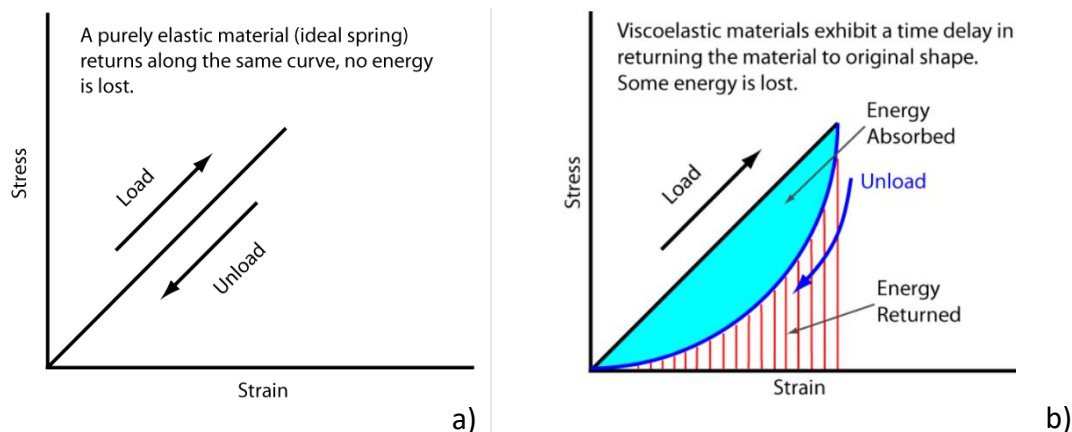 A purely elastic material (ideal spring)
returns along the same curve, no energy
is lost.
Stress
Load
Unload
Strain
a)
Viscoelastic materials exhibit a time delay in
returning the material to original shape.
Some energy is lost.
Energy
Absorbed
Stress
Load
Unload
Energy
Returned
Strain
b)